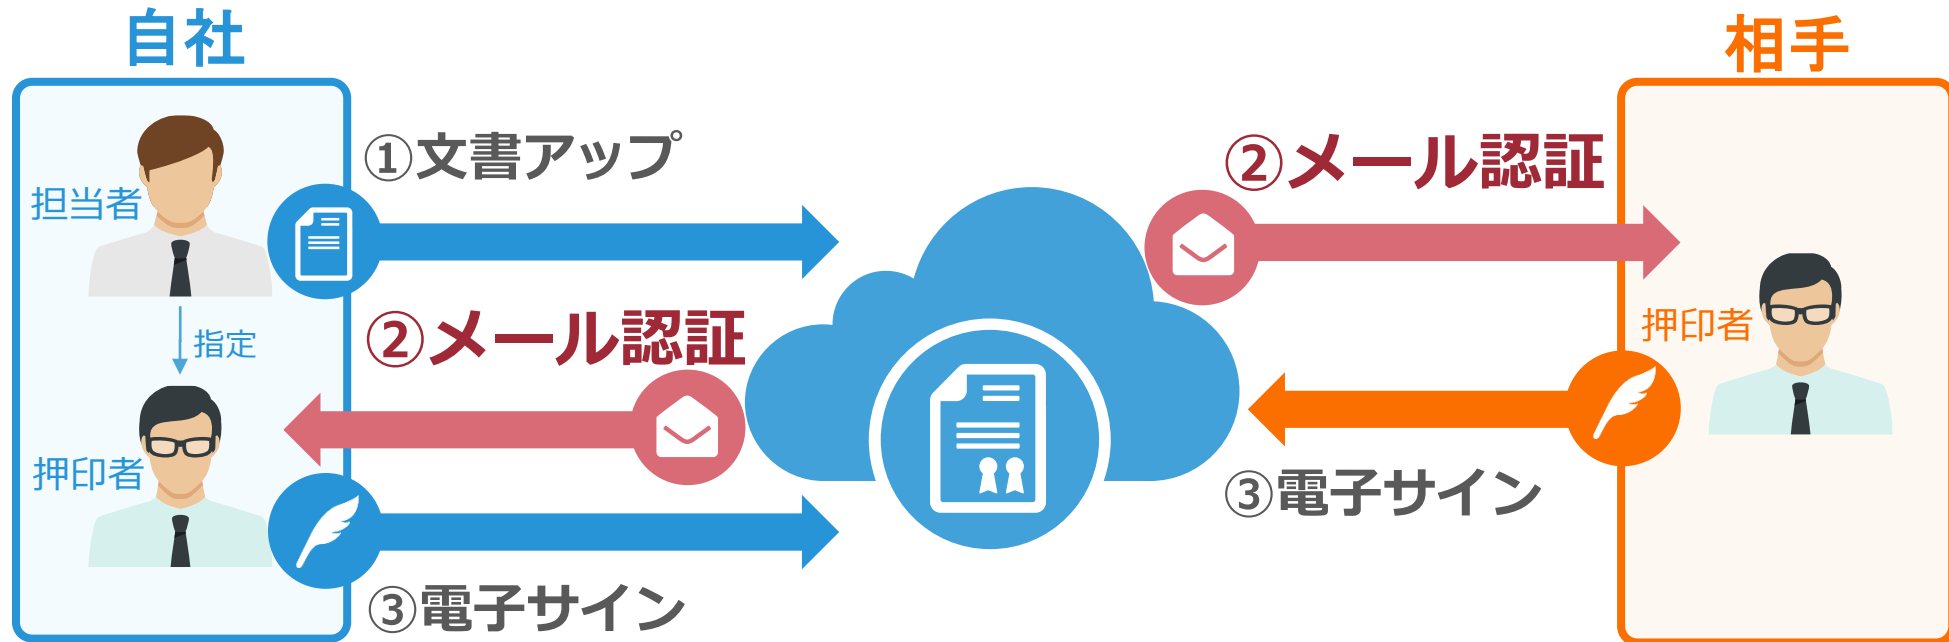 自社
相手
担当者
①文書アップ
②メール認証
指定
②メール認証
押印者
押印者
③電子サイン
③電子サイン